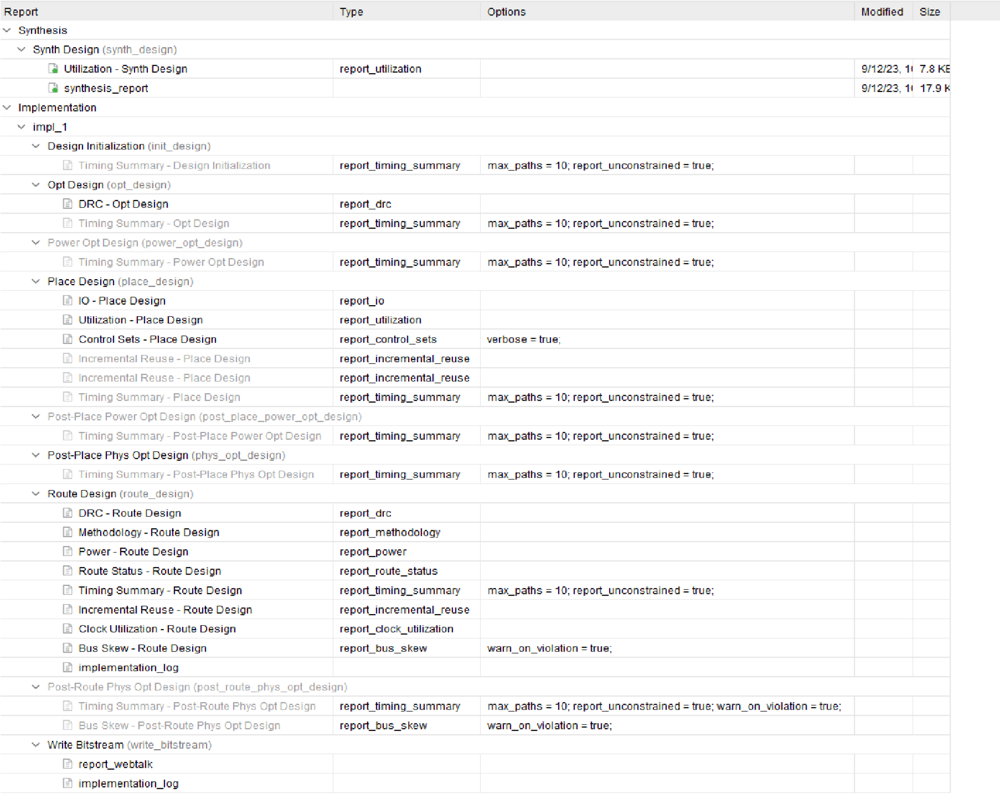 Report Type Options Modified Size
Synthesis
Synth Design (synth_design)
Utilization - Synth Design report_utilization 9/12/23, 7.8
synthesis_report 9/12/23, 17.9
Implementation
impl_1
Design Initialization (init_design)
Timing Summary - Design Initialization report_timing_summary max_paths = 10; report_unconstrained = true;
Opt Design (opt_design)
DRC - Opt Design report_drc
Timing Summary - Opt Design report_timing_summary max_paths = 10; report_unconstrained = true;
Power Opt Design (power_opt_design)
Timing Summary - Power Opt Design report_timing_summary max_paths = 10; report_unconstrained = true;
Place Design (place_design)
IO - Place Design report_io
Utilization - Place Design report_utilization
Control Sets - Place Design report_control_sets verbose = true;
Incremental Reuse - Place Design report_incremental_reuse
Incremental Reuse - Place Design report_incremental_reuse
Timing Summary - Place Design report_timing_summary max_paths = 10; report_unconstrained = true;
Post-Place Power Opt Design (post_place_power_opt_design)
Timing Summary - Post-Place Power Opt Design report_timing_summary max_paths = 10; report_unconstrained = true;
Post-Place Phys Opt Design (phys_opt_design)
Timing Summary - Post-Place Phys Opt Design report_timing_summary max_paths = 10; report_unconstrained = true;
Route Design (route_design)
DRC - Route Design report_drc
Methodology - Route Design report_methodology
Power - Route Design report_power
Route Status - Route Design report_route_status
Timing Summary - Route Design report_timing_summary max_paths = 10; report_unconstrained = true;
Incremental Reuse - Route Design report_incremental_reuse
Clock Utilization - Route Design report_clock_utilization
Bus Skew - Route Design report_bus_skew warn_on_violation = true;
implementation_log
Post-Route Phys Opt Design (post_route_phys_opt_design)
Timing Summary - Post-Route Phys Opt Design report_timing_summary max_paths = 10; report_unconstrained = true; warn_on_violation = true;
Bus Skew - Post-Route Phys Opt Design report_bus_skew warn_on_violation = true;
Write Bitstream (write_bitstream)
report_webtalk
implementation_log